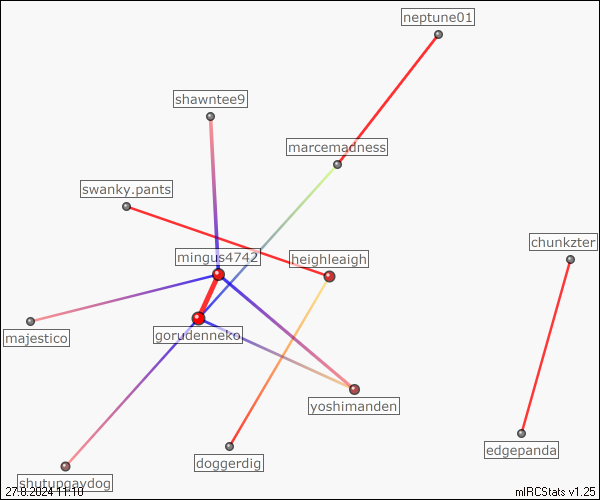 neptune01
shawntee9
marcemadness
swanky.pants
chunkzter
mingus4742
heighleaigh
majestico
gorudenneko
yoshimanden
edgepanda
doggerdig
shutupgaydog
27.8.2024 11:10
mIRCStats v1.25